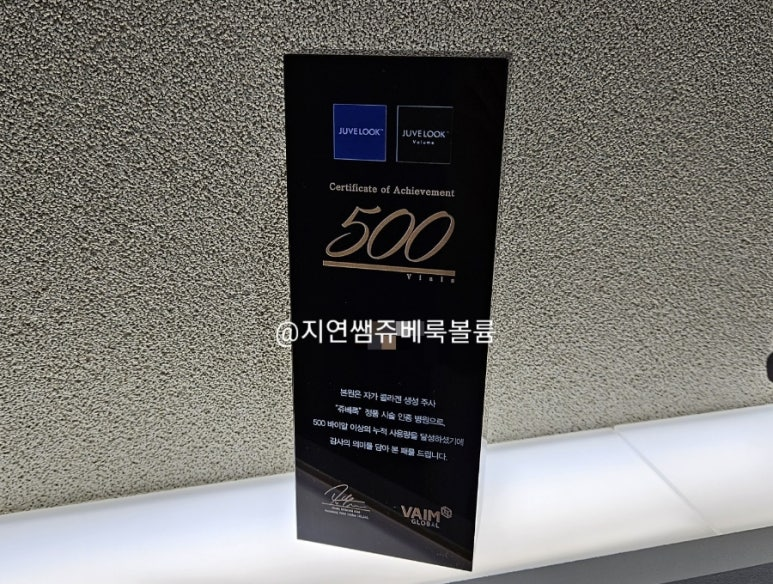 JUVELOOK™
JUVELOOK™
Volume
Certificate of Achievement
500
Vials
@지연쌤쥬베룩볼륨
본원은 자가 콜라겐 생성 주사
"쥬베룩" 정품 시술 인증 병원으로,
500 바이알 이상의 누적 사용량을 달성하셨기에
감사의 의미를 담아 본 패를 드립니다.
VAIM
GLOBAL